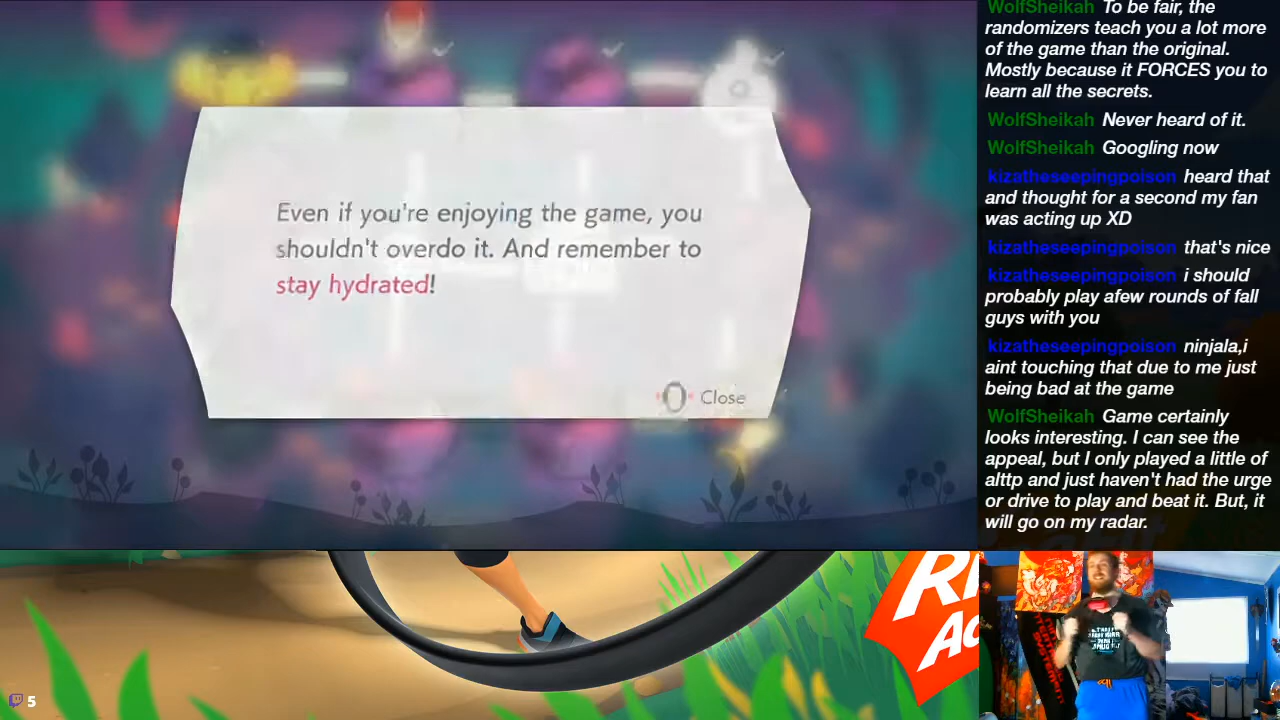 Even if you're enjoying the game, you
shouldn't overdo it. And remember to
stay hydrated!
Close
WolfSheikah To be fair, the
randomizers teach you a lot more
of the game than the original.
Mostly because it FORCES you to
learn all the secrets.
WolfSheikah Never heard of it.
WolfSheikah Googling now
kizatheseepingpoison heard that
and thought for a second my fan
was acting up XD
kizatheseepingpoison that's nice
kizatheseepingpoison i should
probably play afew rounds of fall
guys with you
kizatheseepingpoison ninjala,i
aint touching that due to me just
being bad at the game
WolfSheikah Game certainly
looks interesting. I can see the
appeal, but I only played a little of
alttp and just haven't had the urge
or drive to play and beat it. But, it
will go on my radar.
5